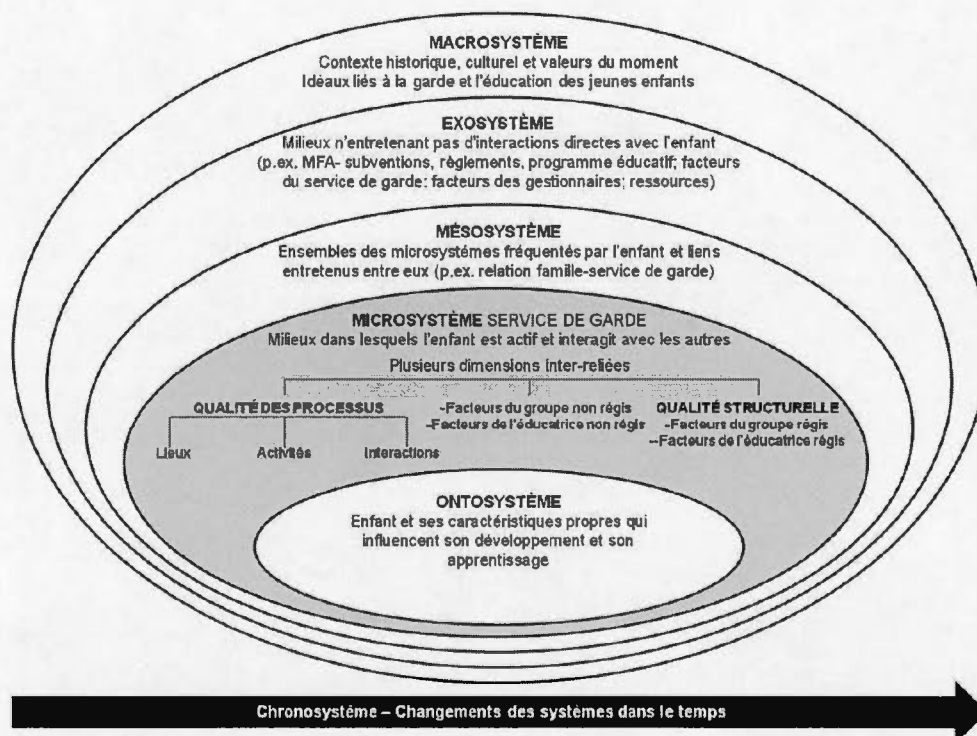 MACROSYSTÈME
Contexte historique, culturel et valeurs du moment
Idéaux liés à la garde et l'éducation des jeunes enfants
EXOSYSTÈME
Milieux n'entretenant pas d'interactions directes avec l'enfant
(p.ex. MFA- subventions, règlements, programme éducatif; facteurs
du service de garde: facteurs des gestionnaires; ressources)
MÉSOSYSTÈME
Ensembles des microsystémes fréquentés par l'enfant et liens
entretenus entre eux (p.ex. relation famille-service de garde)
MICROSYSTÈME SERVICE DE GARDE
Milieux dans lesquels l'enfant est actif et interagit avec les autres
Plusieurs dimensions inter-reliées
QUALITÉ DES PROCESSUS
Lieux
Activités
Interactions
-Facteurs du groupe non régis
-Facteurs de l'éducatrice non régis
QUALITÉ STRUCTURELLE
-Facteurs du groupe régis
-Facteurs de l'éducatrice régis
ONTOSYSTÈME
Enfant et ses caractéristiques propres qui
influencent son développement et son
apprentissage
Chronosystème – Changements des systèmes dans le temps